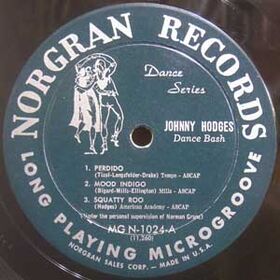 NORGRAN RECORDS
Dance
Series
JOHNNY HODGES
Dance Bash
1. PERDIDO
(Tizol-Lengsfelder-Drake) Tempo - ASCAP
2. MOOD INDIGO
(Bigard-Mills-Ellington) Mills - ASCAP
3. SQUATTY ROO
(Hodges) American Academy - ASCAP
(Under the personal supervision of Norman Granz)
MG N-1024-A
(11,260)
LONG PLAYING MICROGROOVE
NORGRAN SALES CORP. — MADE IN U.S.A.